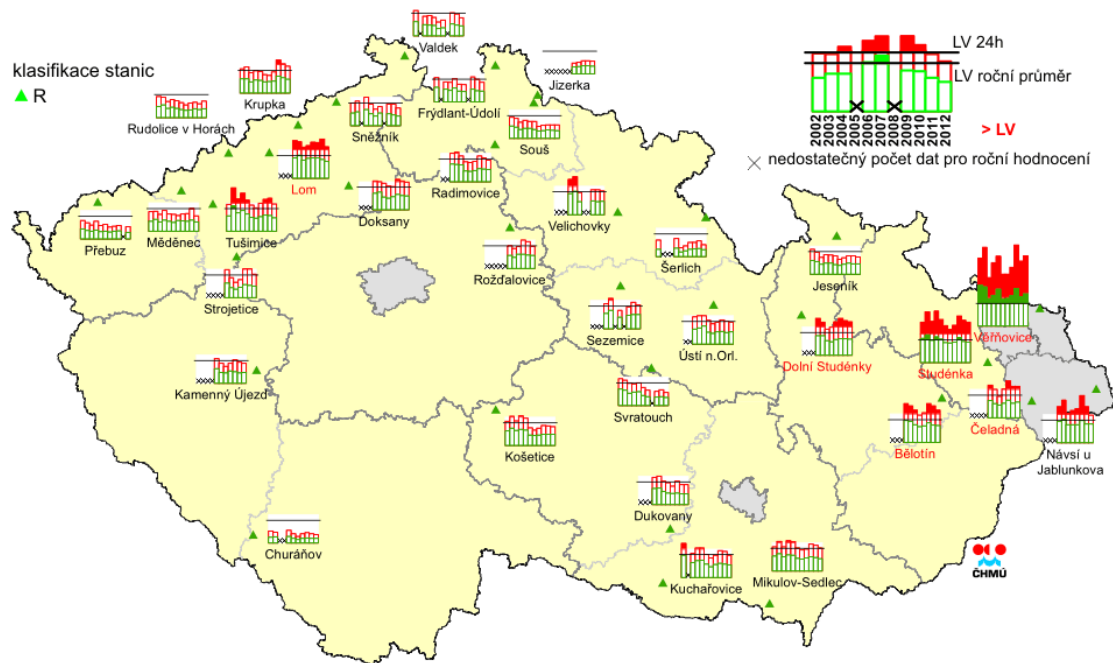 Valdek
LV 24h
LV roční průměr
2002
2003
2004
2005
2006
2007
2008
2009
2010
2011
2012
> LV
nedostatečný počet dat pro roční hodnocení
klasifikace stanic
R
Jizerka
Krupka
Rudolice v Horách
Sněžník
Frýdlant-Údolí
Souš
Lom
Radimovice
Doksany
Velichovky
Přebuz
Měděnec
Tušimice
Šerlich
Jeseník
Rožďalovice
Strojetice
Sezemice
Ústí n.Orl.
Dolní Studénky
Studénka
Věřňovice
Kamenný Újezd
Svratouch
Čeladná
Bělotín
Košetice
Návsí u
Jablunkova
Dukovany
Churáňov
Kuchařovice
Mikulov-Sedlec
ČHMÚ